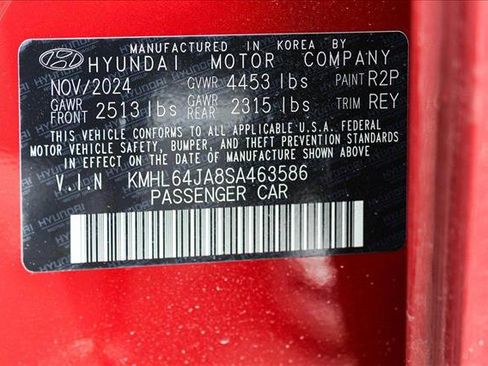 MANUFACTURED IN KOREA BY
HYUNDAI MOTOR COMPANY
NOV/2024 GVWR 4453 lbs PAINT R2P
GAWR FRONT 2513 lbs GAWR REAR 2315 lbs TRIM REY
THIS VEHICLE CONFORMS TO ALL APPLICABLE U.S.A. FEDERAL
MOTOR VEHICLE SAFETY, BUMPER, AND THEFT PREVENTION STANDARDS
IN EFFECT ON THE DATE OF MANUFACTURE SHOWN ABOVE
V.I.N KMHL64JA8SA463586
PASSENGER CAR